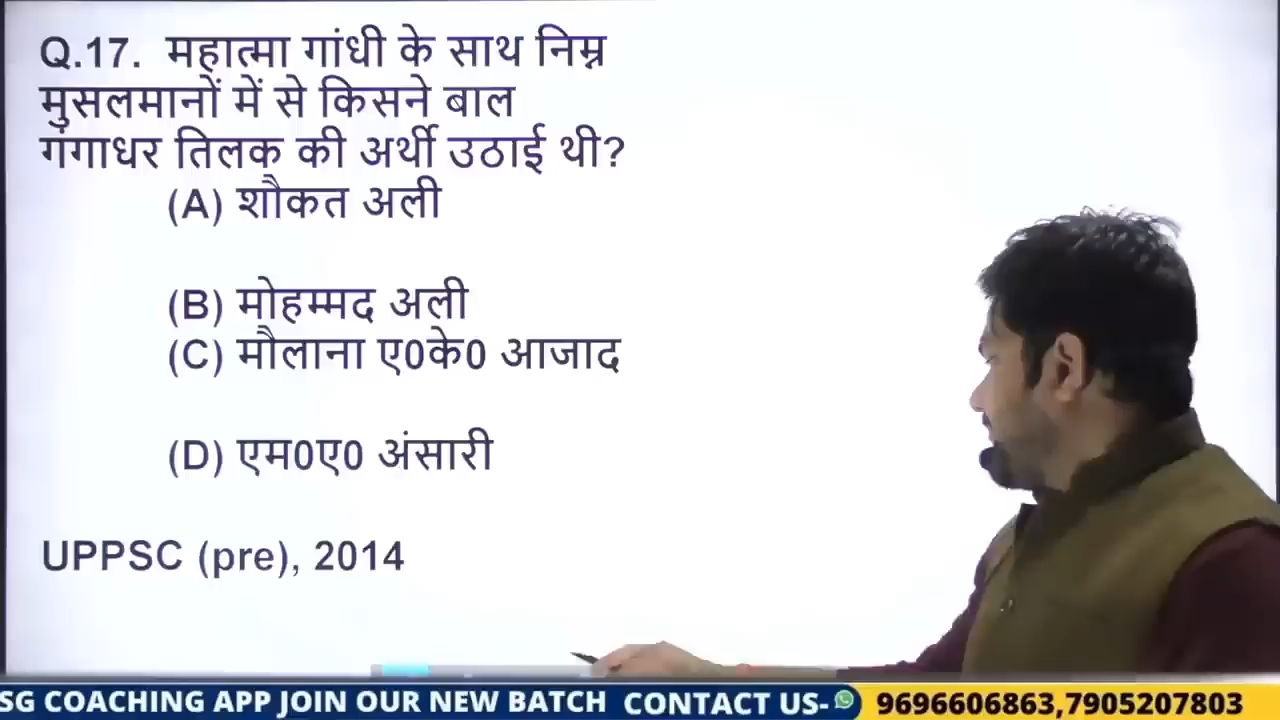 Q.17. महात्मा गांधी के साथ निम्न
मुसलमानों में से किसने बाल
गंगाधर तिलक की अर्थी उठाई थी?
(A) शौकत अली
(B) मोहम्मद अली
(C) मौलाना ए0के0 आजाद
(D) एम0ए0 अंसारी
UPPSC (pre), 2014
SG COACHING APP JOIN OUR NEW BATCH CONTACT US- 9696606863,7905207803